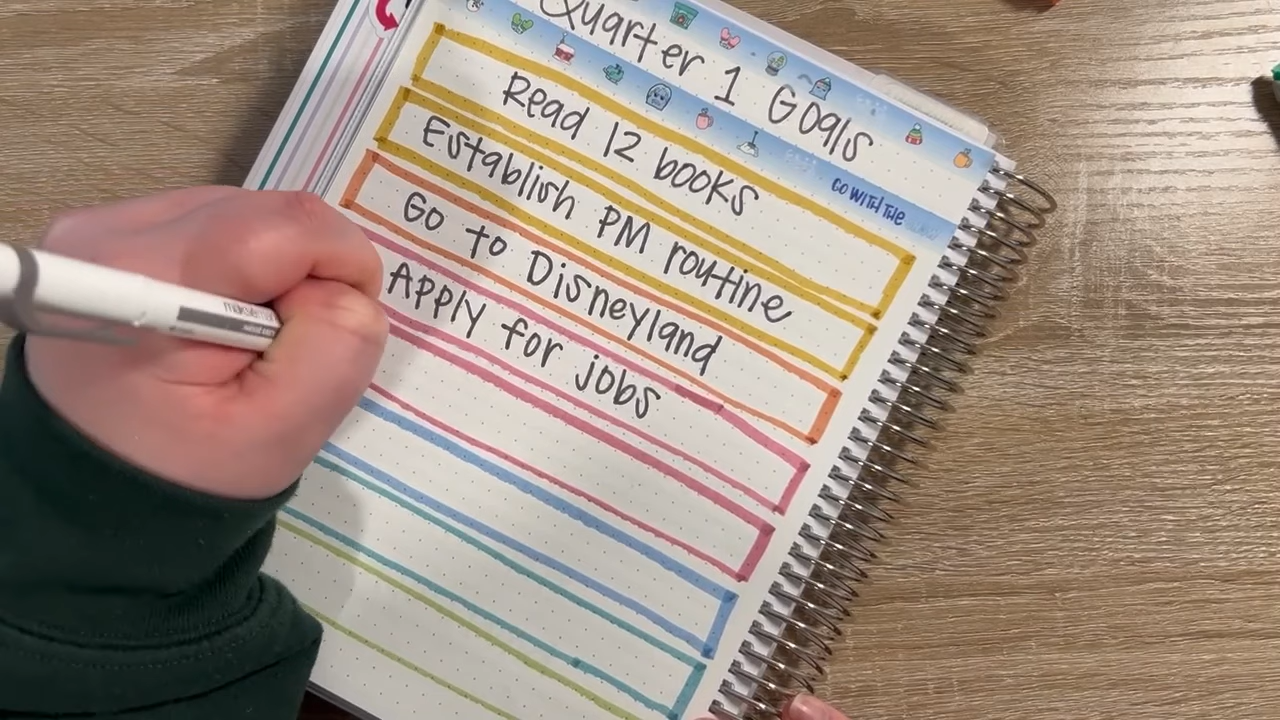 Quarter 1 Goals
GO WITH THE
Read 12 books
Establish PM routine
Go to Disneyland
Apply for jobs